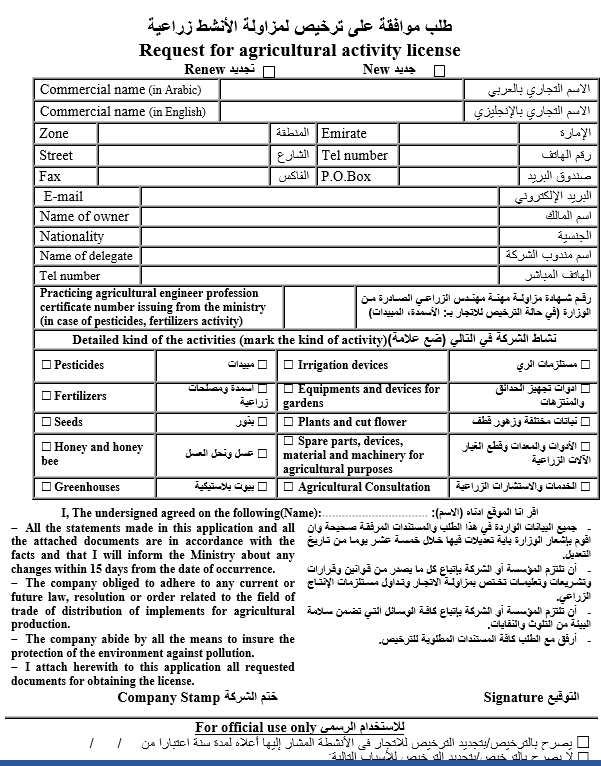 طلب موافقة على ترخيص لمزاولة الأنشط زراعية
Request for agricultural activity license
Renew تجديد ☐ New جديد ☐
Commercial name (in Arabic) الاسم التجاري بالعربي
Commercial name (in English) الاسم التجاري بالإنجليزي
Zone المنطقة Emirate الإمارة
Street الشارع Tel number رقم الهاتف
Fax الفاكس P.O.Box صندوق البريد
E-mail البريد الإلكتروني
Name of owner اسم المالك
Nationality الجنسية
Name of delegate اسم مندوب الشركة
Tel number الهاتف المباشر
Practicing agricultural engineer profession
certificate number issuing from the ministry
(in case of pesticides, fertilizers activity)
رقم شهادة مزاولة مهنة مهندس الزراعي الصادرة من
الوزارة (في حالة الترخيص للاتجار بـ: الأسمدة، المبيدات)
Detailed kind of the activities (mark the kind of activity) نشاط الشركة في التالي (ضع علامة)
☐ Pesticides ☐ مبيدات ☐ Irrigation devices ☐ مستلزمات الري
☐ Fertilizers ☐ اسمدة ومصلحات
زراعية
☐ Equipments and devices for
gardens
☐ ادوات تجهيز الحدائق
والمنتزهات
☐ Seeds ☐ بذور ☐ Plants and cut flower ☐ نباتات مختلفة وزهور قطف
☐ Honey and honey
bee
☐ عسل ونحل العسل
☐ Spare parts, devices,
material and machinery for
agricultural purposes
☐ الأدوات والمعدات وقطع الغيار
الآلات الزراعية
☐ Greenhouses ☐ بيوت بلاستيكية ☐ Agricultural Consultation ☐ الخدمات والاستشارات الزراعية
I, The undersigned agreed on the following(Name):.......................... اقر انا الموقع ادناه (الاسم):
– All the statements made in this application and all
the attached documents are in accordance with the
facts and that I will inform the Ministry about any
changes within 15 days from the date of occurrence.
– The company obliged to adhere to any current or
future law, resolution or order related to the field of
trade of distribution of implements for agricultural
production.
– The company abide by all the means to insure the
protection of the environment against pollution.
– I attach herewith to this application all requested
documents for obtaining the license.
- جميع البيانات الواردة في هذا الطلب والمستندات المرفقة صحيحة وان
اقوم بإشعار الوزارة باية تعديلات فيها خلال خمسة عشر يوما من تاريخ
التعديل.
- أن تلتزم المؤسسة أو الشركة بإتباع كل ما يصدر من قوانين وقرارات
وتشريعات وتعليمات تختص بمزاولة الاتجار وتداول مستلزمات الإنتاج
الزراعي.
- أن تلتزم المؤسسة أو الشركة بإتباع كافة الوسائل التي تضمن سلامة
البيئة من التلوث والنفايات.
- أرفق مع الطلب كافة المستندات المطلوبة للترخيص.
Company Stamp ختم الشركة Signature التوقيع
For official use only للاستخدام الرسمي
☐ يصرح بالترخيص/بتجديد الترخيص للاتجار في الأنشطة المشار إليها أعلاه لمدة سنة اعتبارا من / /
☐ لا يصرح بالترخيص/بتجديد الترخيص للأسباب التالية: